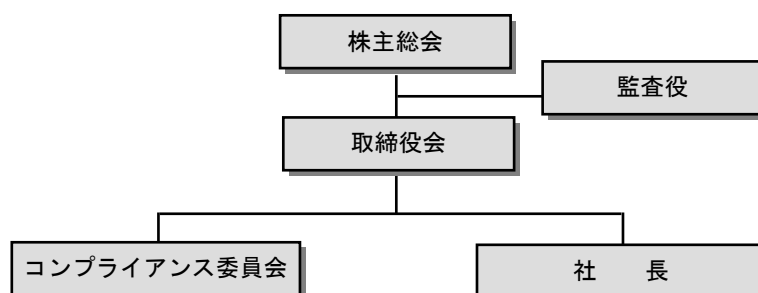 株主総会
監査役
取締役会
コンプライアンス委員会
社　　長